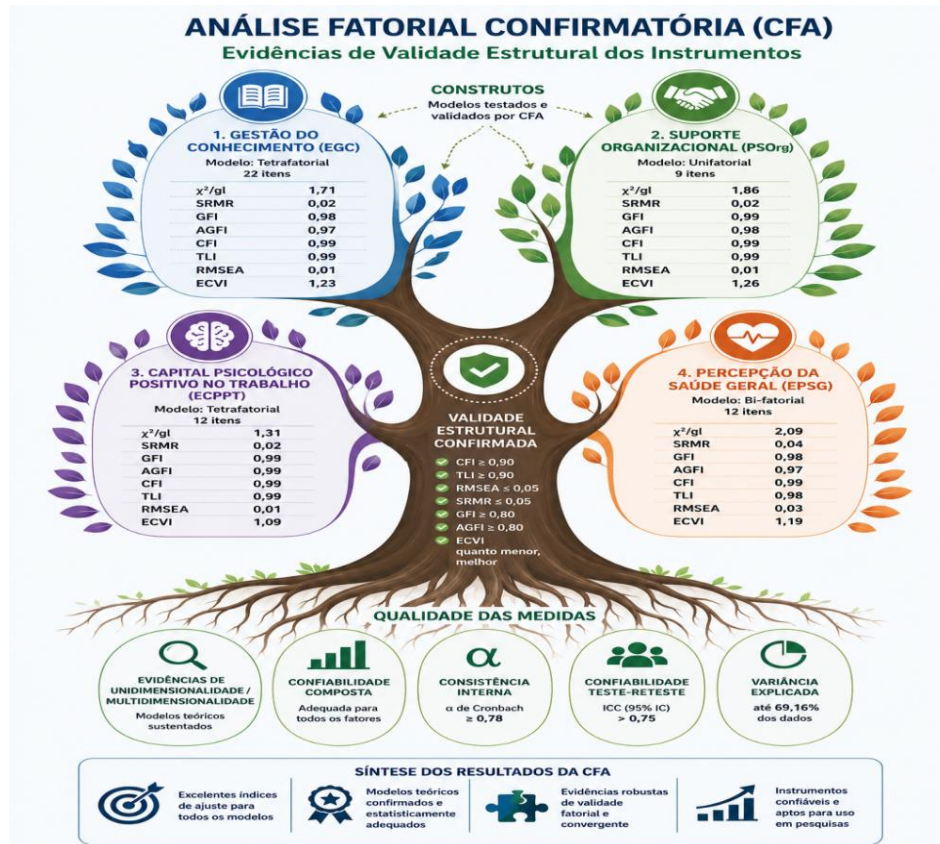 ANÁLISE FATORIAL CONFIRMATÓRIA (CFA)
Evidências de Validade Estrutural dos Instrumentos
CONSTRUTOS
Modelos testados e
validados por CFA
1. GESTÃO DO
CONHECIMENTO (EGC)
Modelo: Tetrafatorial
22 itens
χ²/gl 1,71
SRMR 0,02
GFI 0,98
AGFI 0,97
CFI 0,99
TLI 0,99
RMSEA 0,01
ECVI 1,23
2. SUPORTE
ORGANIZACIONAL (PSOrg)
Modelo: Unifatorial
9 itens
χ²/gl 1,86
SRMR 0,02
GFI 0,99
AGFI 0,98
CFI 0,99
TLI 0,99
RMSEA 0,01
ECVI 1,26
3. CAPITAL PSICOLÓGICO
POSITIVO NO TRABALHO
(ECPPT)
Modelo: Tetrafatorial
12 itens
χ²/gl 1,31
SRMR 0,02
GFI 0,99
AGFI 0,99
CFI 0,99
TLI 0,99
RMSEA 0,01
ECVI 1,09
4. PERCEPÇÃO DA
SAÚDE GERAL (EPSG)
Modelo: Bi-fatorial
12 itens
χ²/gl 2,09
SRMR 0,04
GFI 0,98
AGFI 0,97
CFI 0,99
TLI 0,98
RMSEA 0,03
ECVI 1,19
VALIDADE
ESTRUTURAL
CONFIRMADA
CFI ≥ 0,90
TLI ≥ 0,90
RMSEA ≤ 0,05
SRMR ≤ 0,05
GFI ≥ 0,80
AGFI ≥ 0,80
ECVI
quanto menor,
melhor
QUALIDADE DAS MEDIDAS
EVIDÊNCIAS DE
UNIDIMENSIONALIDADE /
MULTIDIMENSIONALIDADE
Modelos teóricos
sustentados
CONFIABILIDADE
COMPOSTA
Adequada para
todos os fatores
α
CONSISTÊNCIA
INTERNA
α de Cronbach
≥ 0,78
CONFIABILIDADE
TESTE-RETESTE
ICC (95% IC)
> 0,75
VARIÂNCIA
EXPLICADA
até 69,16%
dos dados
SÍNTESE DOS RESULTADOS DA CFA
Excelentes índices
de ajuste para
todos os modelos
Modelos teóricos
confirmados e
estatisticamente
adequados
Evidências robustas
de validade
fatorial e
convergente
Instrumentos
confiáveis e
aptos para uso
em pesquisas